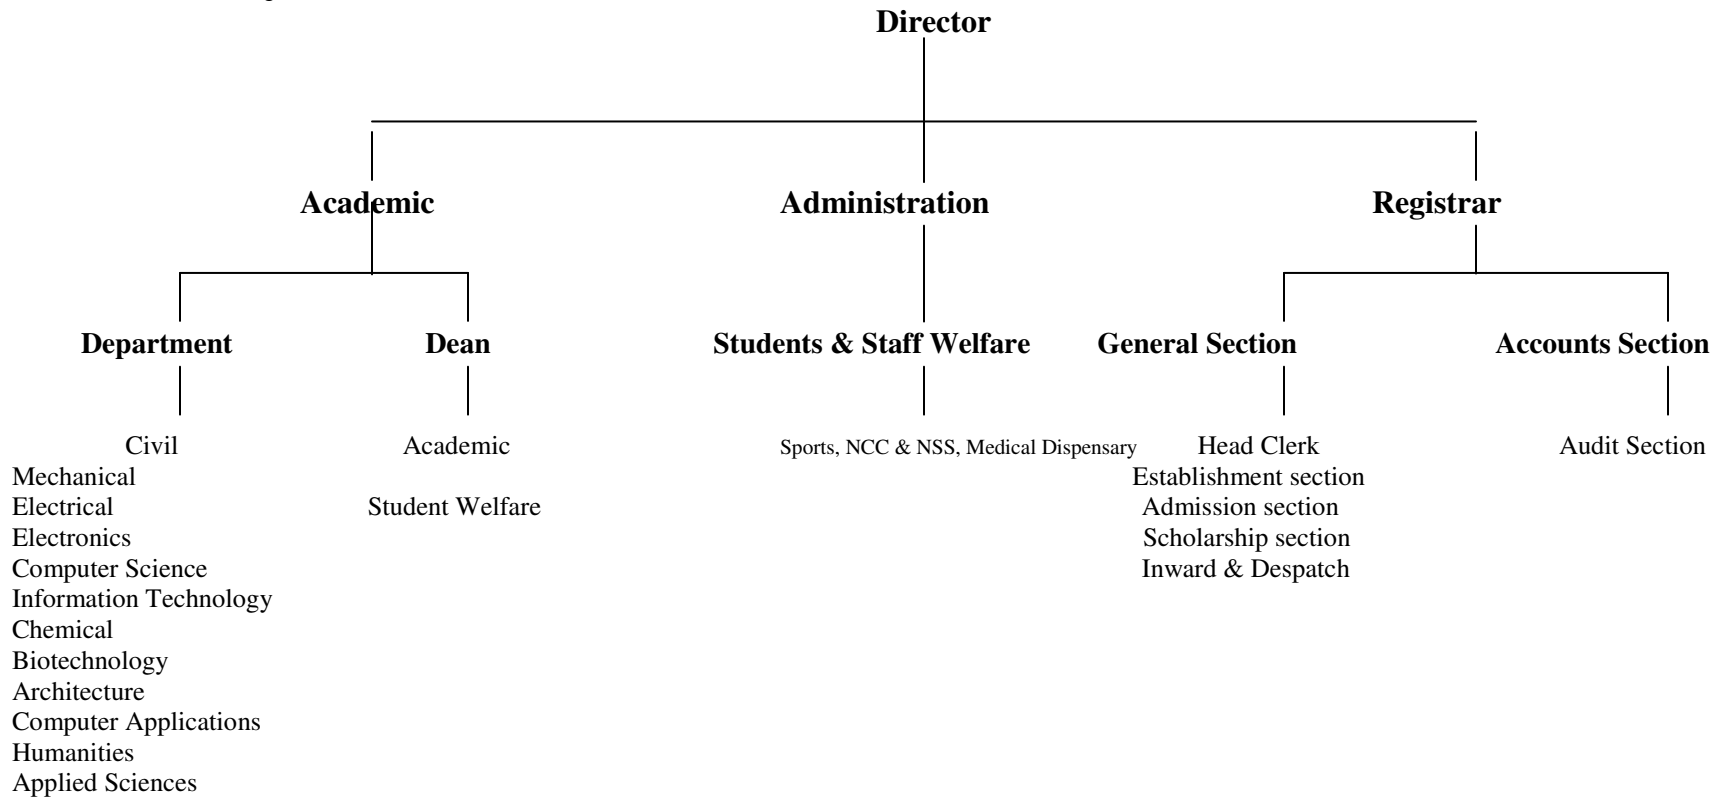 Director
Academic Administration Registrar
Department Dean Students & Staff Welfare General Section Accounts Section
Civil Academic Sports, NCC & NSS, Medical Dispensary Head Clerk Audit Section
Mechanical Establishment section
Electrical Student Welfare Admission section
Electronics Scholarship section
Computer Science Inward & Despatch
Information Technology
Chemical
Biotechnology
Architecture
Computer Applications
Humanities
Applied Sciences